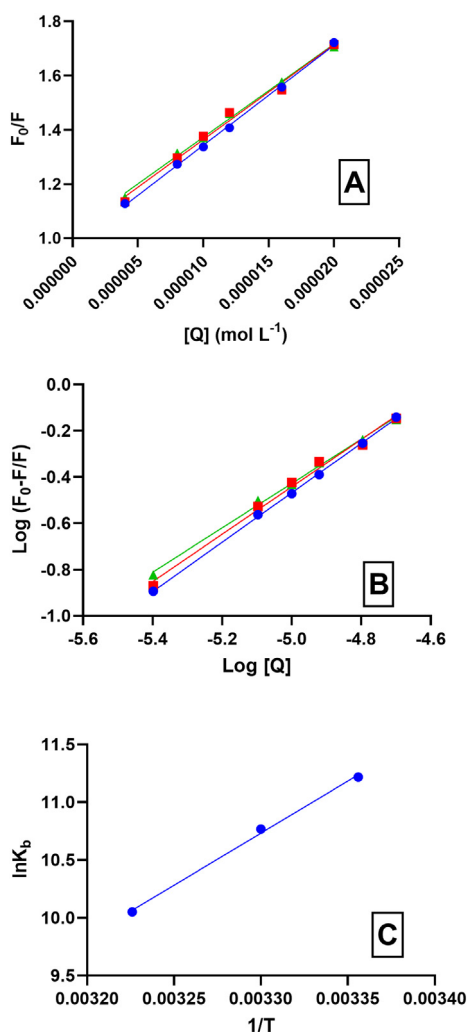 1.8
1.6
1.4
1.2
1.0
F₀/F
A
0.000000
0.000005
0.000010
0.000015
0.000020
0.000025
[Q] (mol L⁻¹)
0.0
-0.2
-0.4
-0.6
-0.8
-1.0
Log (F₀-F/F)
B
-5.6 -5.4 -5.2 -5.0 -4.8 -4.6
Log [Q]
11.5
11.0
10.5
10.0
9.5
lnK_b
C
0.00320 0.00325 0.00330 0.00335 0.00340
1/T